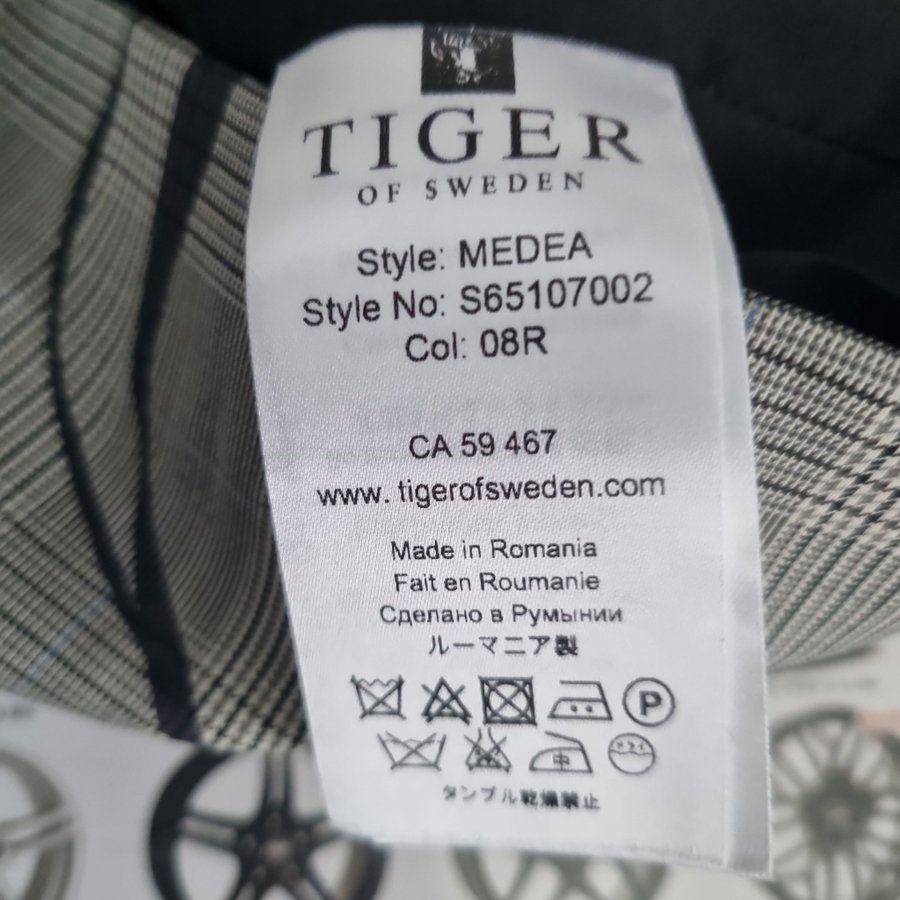 TIGER
OF SWEDEN
Style: MEDEA
Style No: S65107002
Col: 08R
CA 59 467
www. tigerofsweden.com
Made in Romania
Fait en Roumanie
Сделано в Румынии
ルーマニア製
P
中
タンブル乾燥禁止